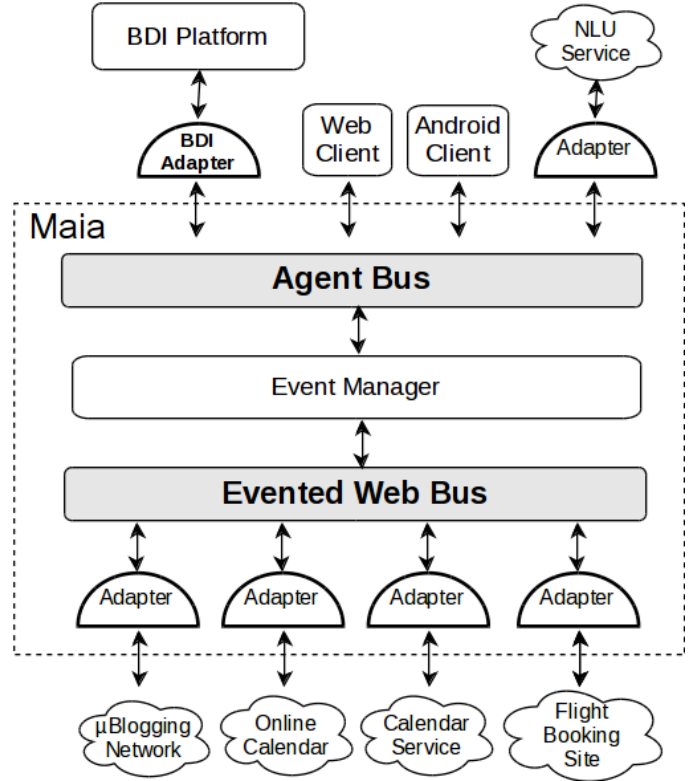 BDI Platform
NLU
Service
BDI
Adapter
Web
Client
Android
Client
Adapter
Maia
Agent Bus
Event Manager
Evented Web Bus
Adapter
Adapter
Adapter
Adapter
µBlogging
Network
Online
Calendar
Calendar
Service
Flight
Booking
Site